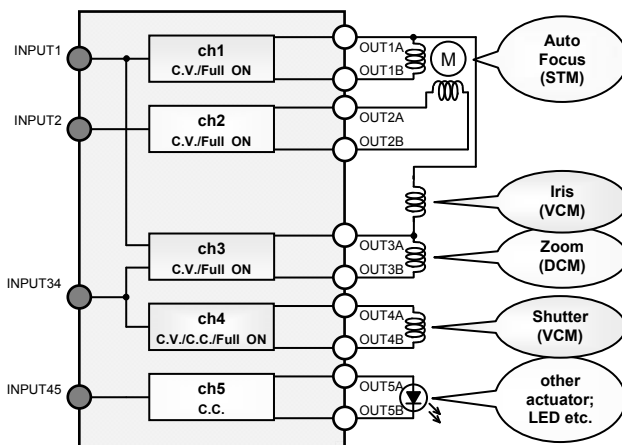 INPUT1
INPUT2
INPUT34
INPUT45
ch1
C.V./Full ON
ch2
C.V./Full ON
ch3
C.V./Full ON
ch4
C.V./C.C./Full ON
ch5
C.C.
OUT1A
OUT1B
OUT2A
OUT2B
OUT3A
OUT3B
OUT4A
OUT4B
OUT5A
OUT5B
M
Auto
Focus
(STM)
Iris
(VCM)
Zoom
(DCM)
Shutter
(VCM)
other
actuator;
LED etc.